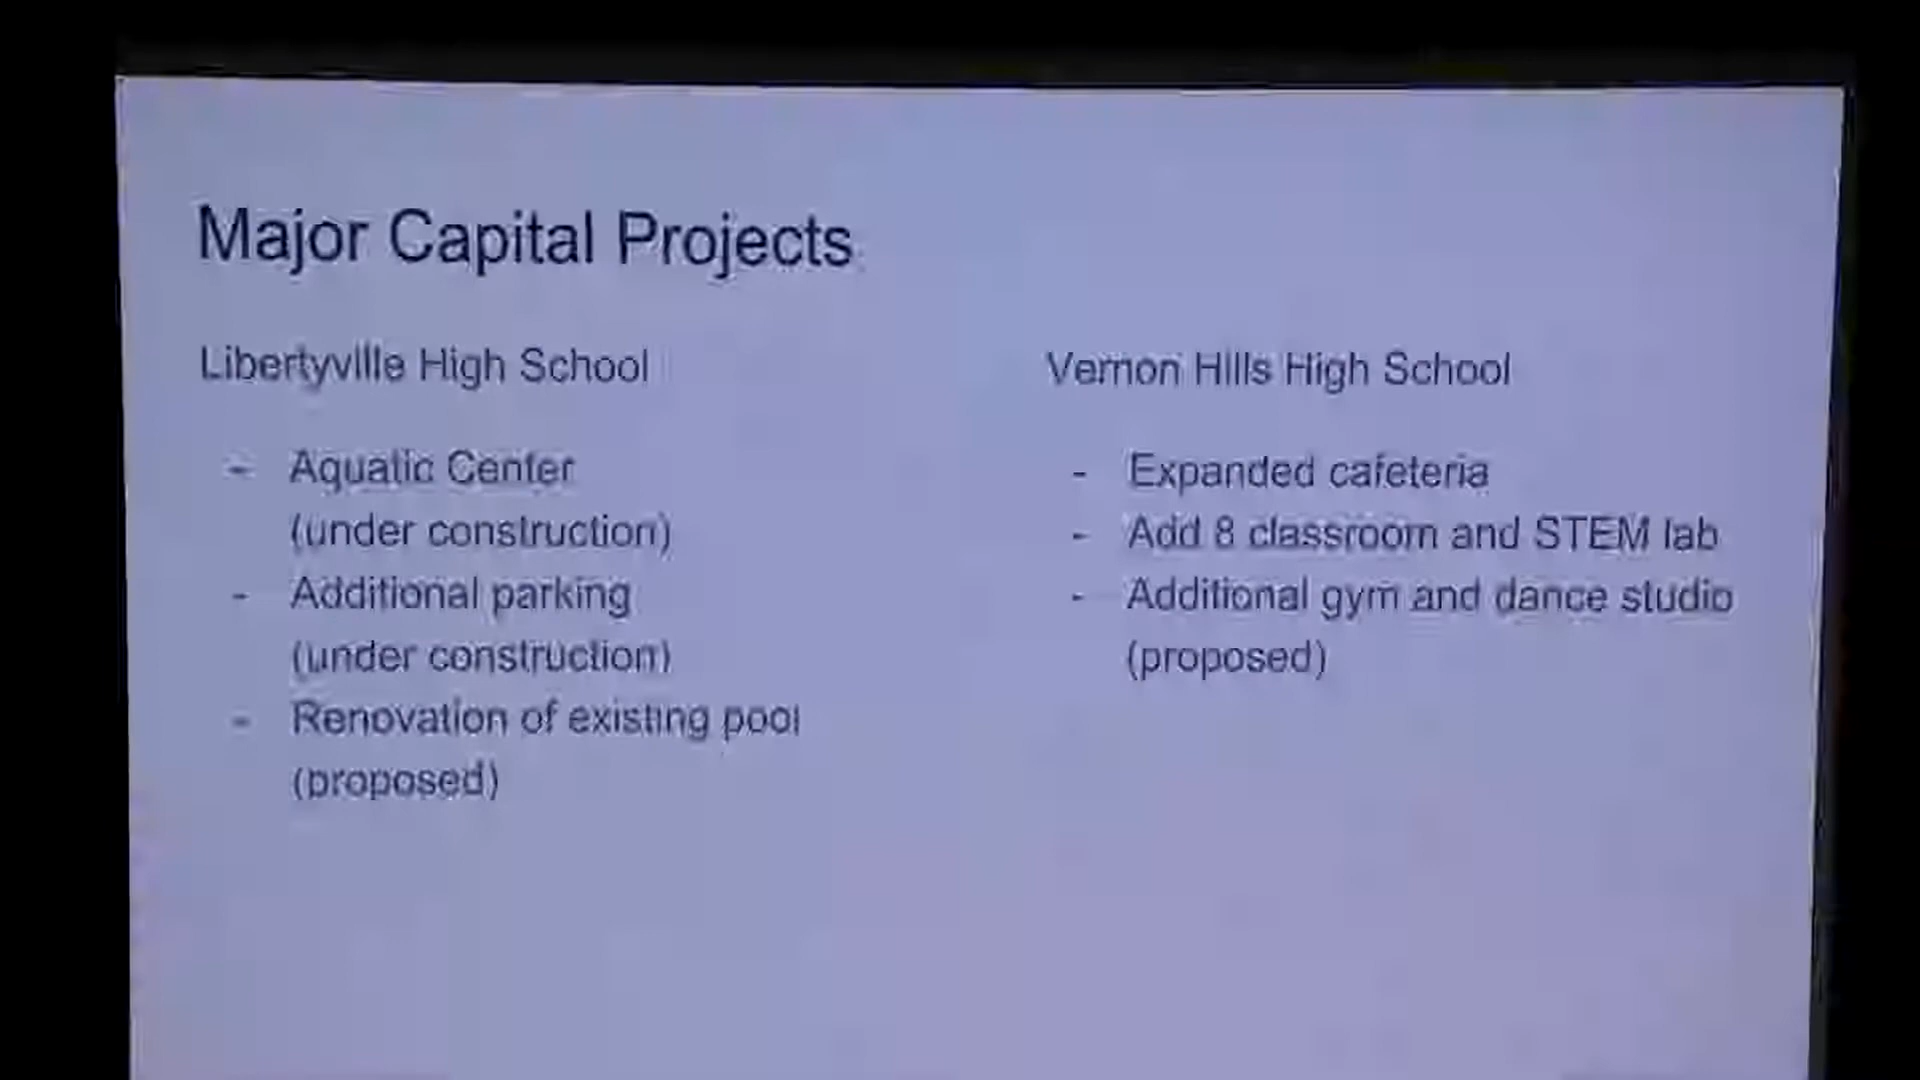 Major Capital Projects
Libertyville High School
- Aquatic Center
(under construction)
- Additional parking
(under construction)
- Renovation of existing pool
(proposed)
Vernon Hills High School
- Expanded cafeteria
- Add 8 classroom and STEM lab
- Additional gym and dance studio
(proposed)